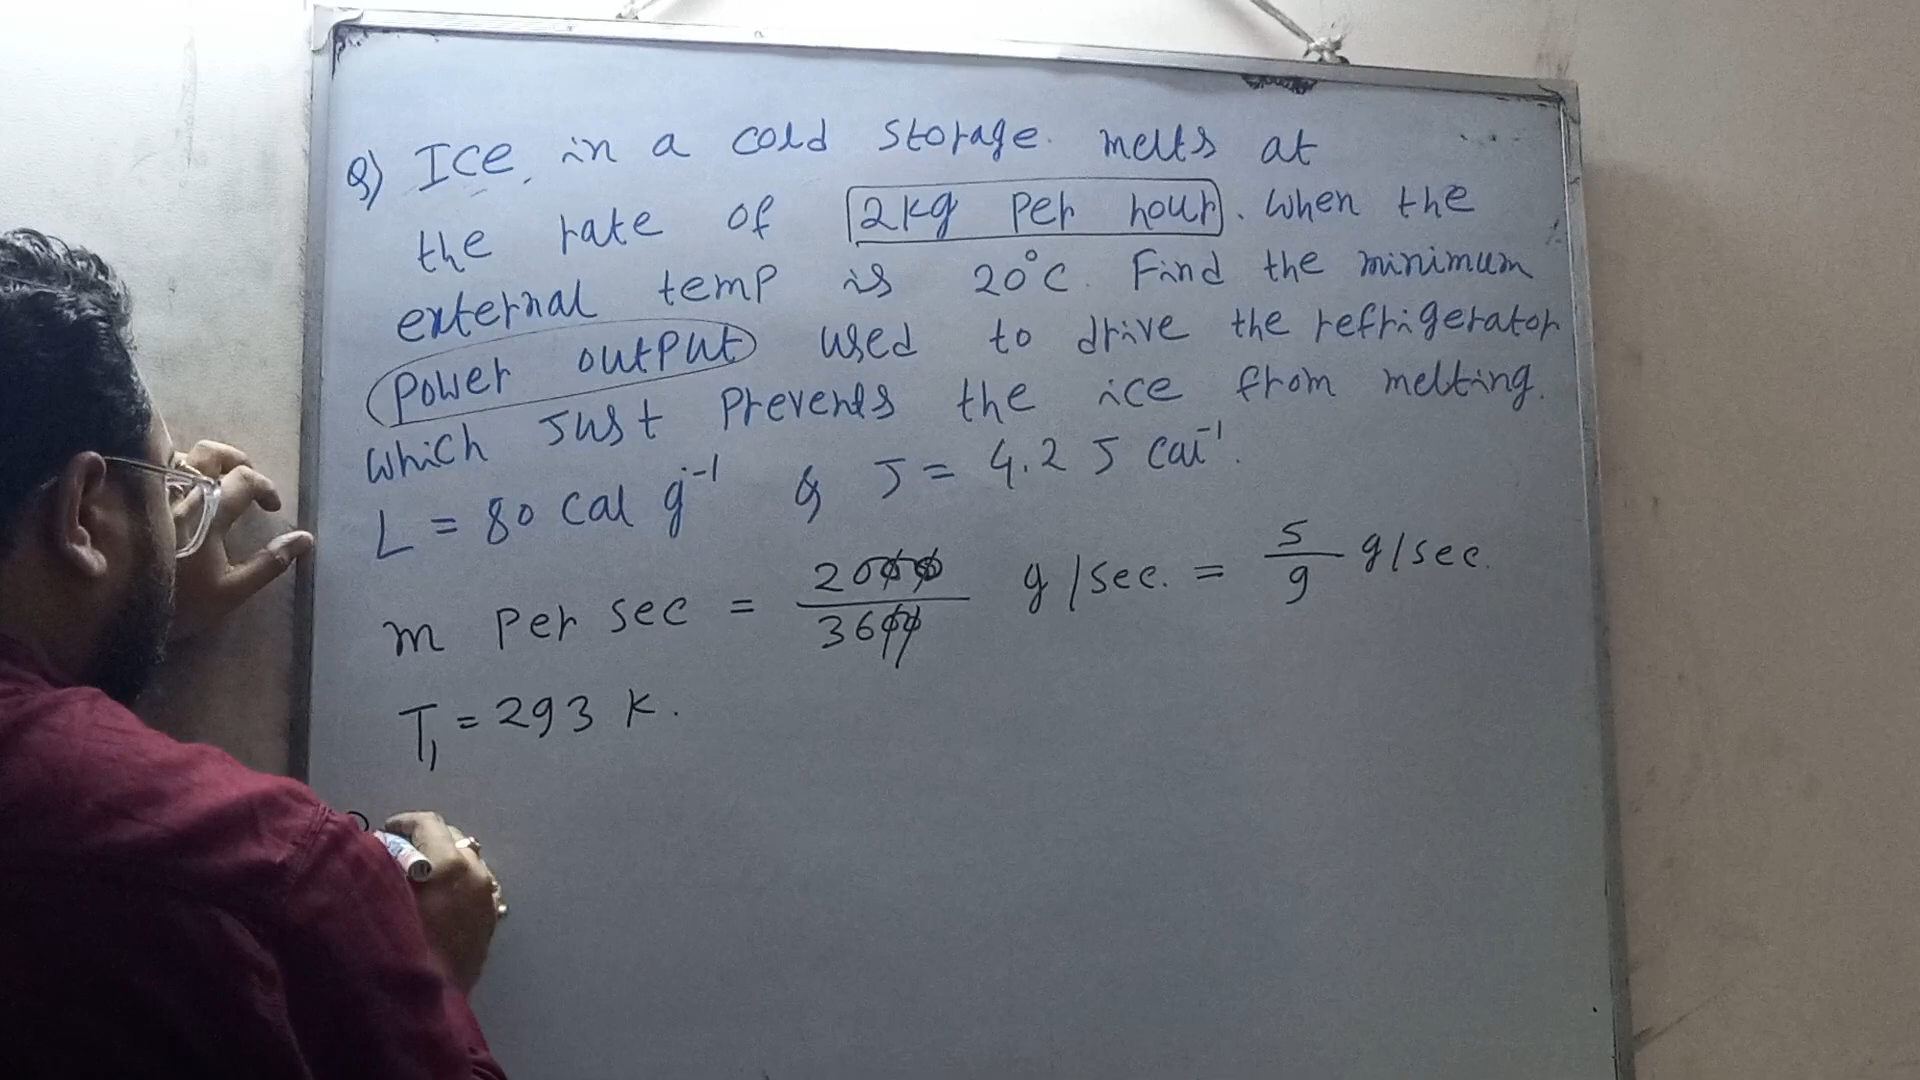 Q) Ice in a cold storage melts at
the rate of 2kg per hour. when the
external temp is 20°C. Find the minimum
power output used to drive the refrigerator
which just prevents the ice from melting.
L = 80 cal g⁻¹ & J = 4.2 J cal⁻¹.
m per sec = 2000/3600 g/sec. = 5/9 g/sec.
T₁ = 293 K.